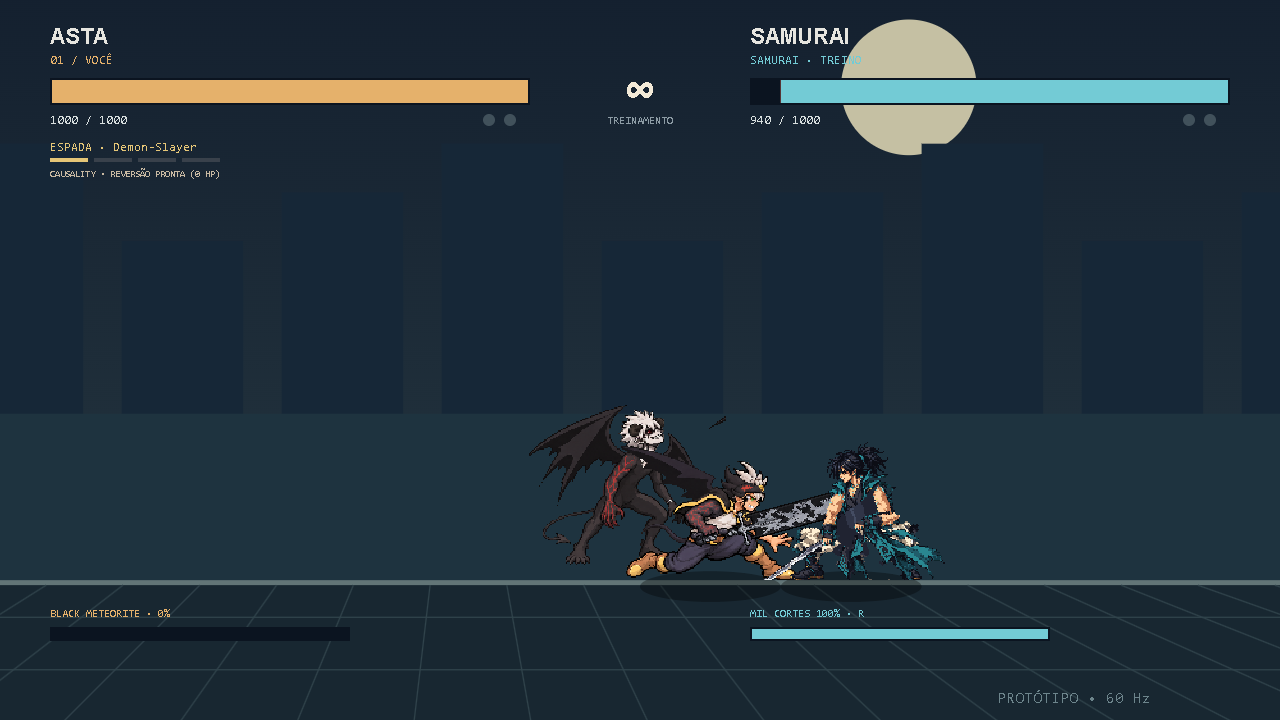 ASTA
01 / VOCÊ
1000 / 1000
ESPADA · Demon-Slayer
CAUSALITY · REVERSÃO PRONTA (0 HP)
∞
TREINAMENTO
SAMURAI
SAMURAI · TREINO
940 / 1000
BLACK METEORITE · 0%
MIL CORTES 100% · R
PROTÓTIPO • 60 Hz